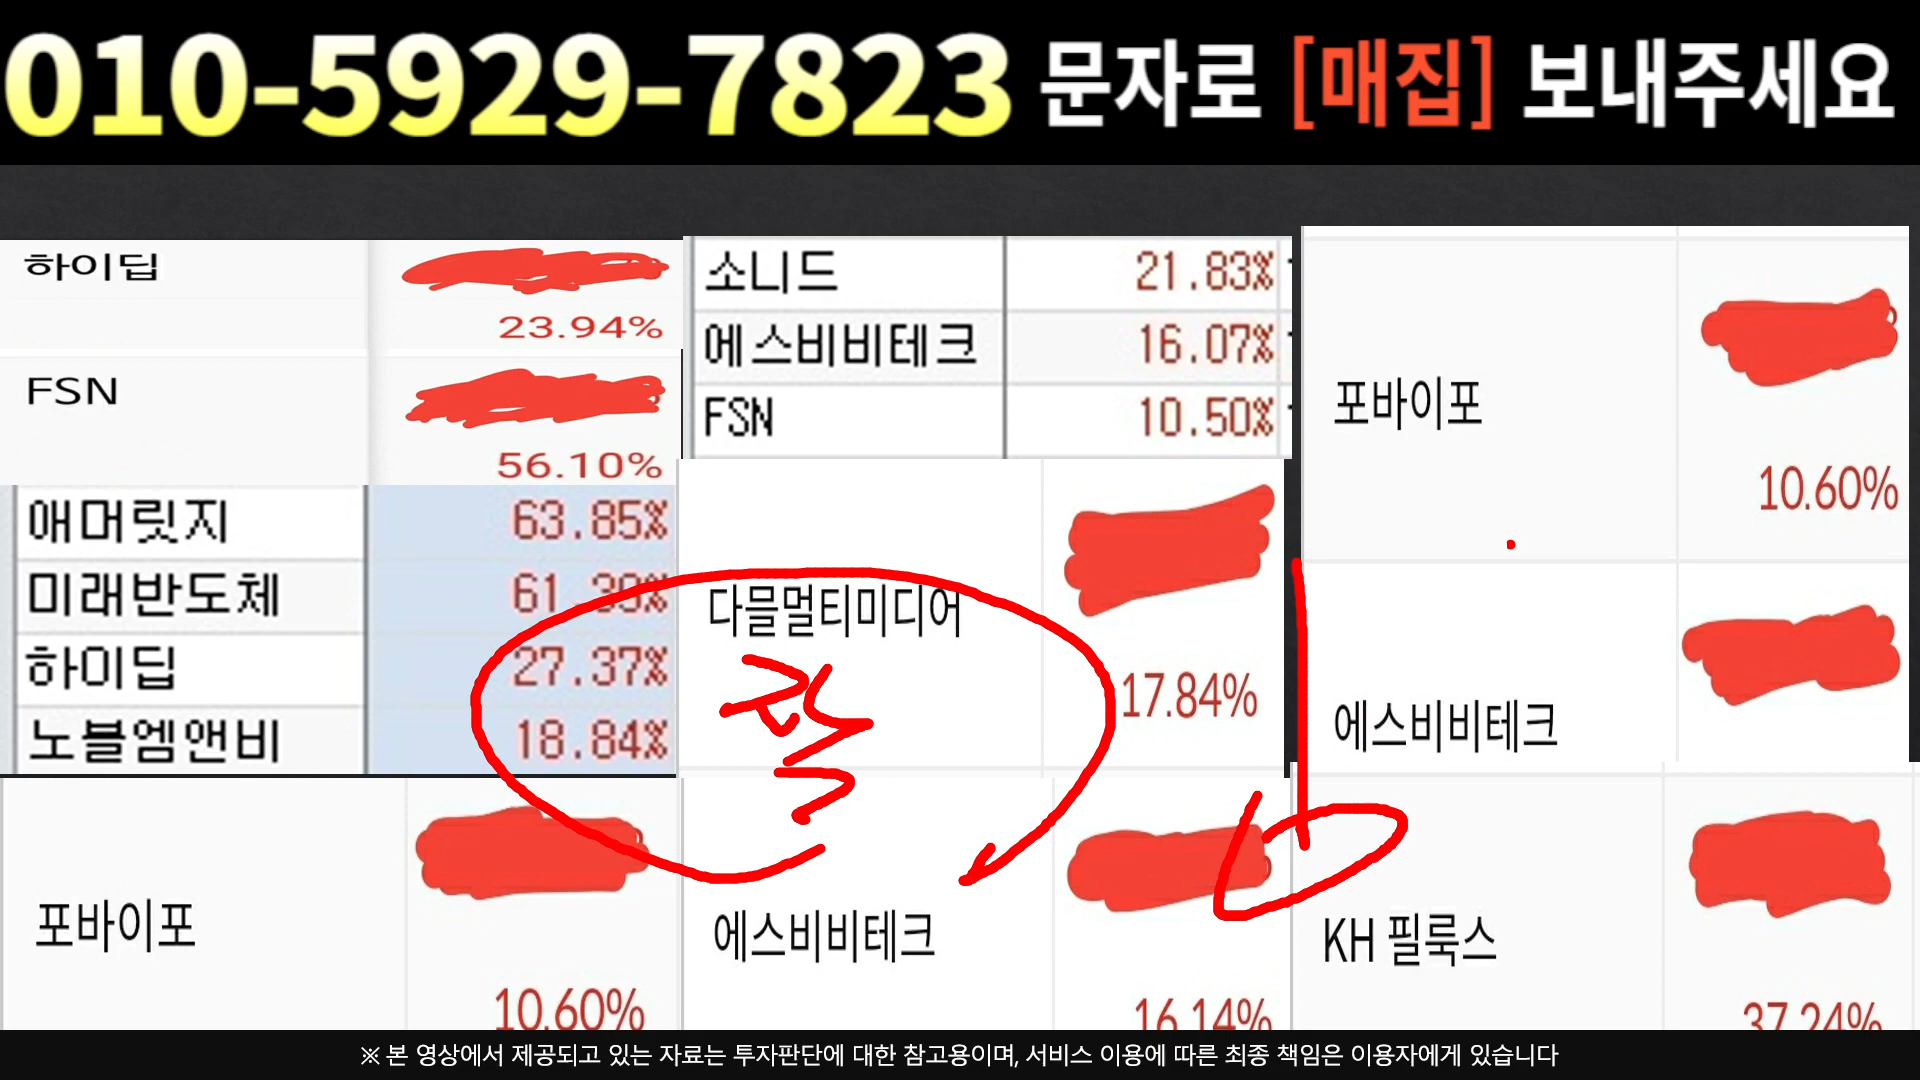 010-5929-7823 문자로 [매집] 보내주세요
하이딥
23.94%
FSN
56.10%
애머릿지 63.85%
미래반도체 61.39%
하이딥 27.37%
노블엠앤비 18.84%
소니드 21.83%
에스비비테크 16.07%
FSN 10.50%
다믈멀티미디어
17.84%
포바이포
10.60%
에스비비테크
포바이포
10.60%
에스비비테크
16.14%
KH 필룩스
37.24%
※ 본 영상에서 제공되고 있는 자료는 투자판단에 대한 참고용이며, 서비스 이용에 따른 최종 책임은 이용자에게 있습니다